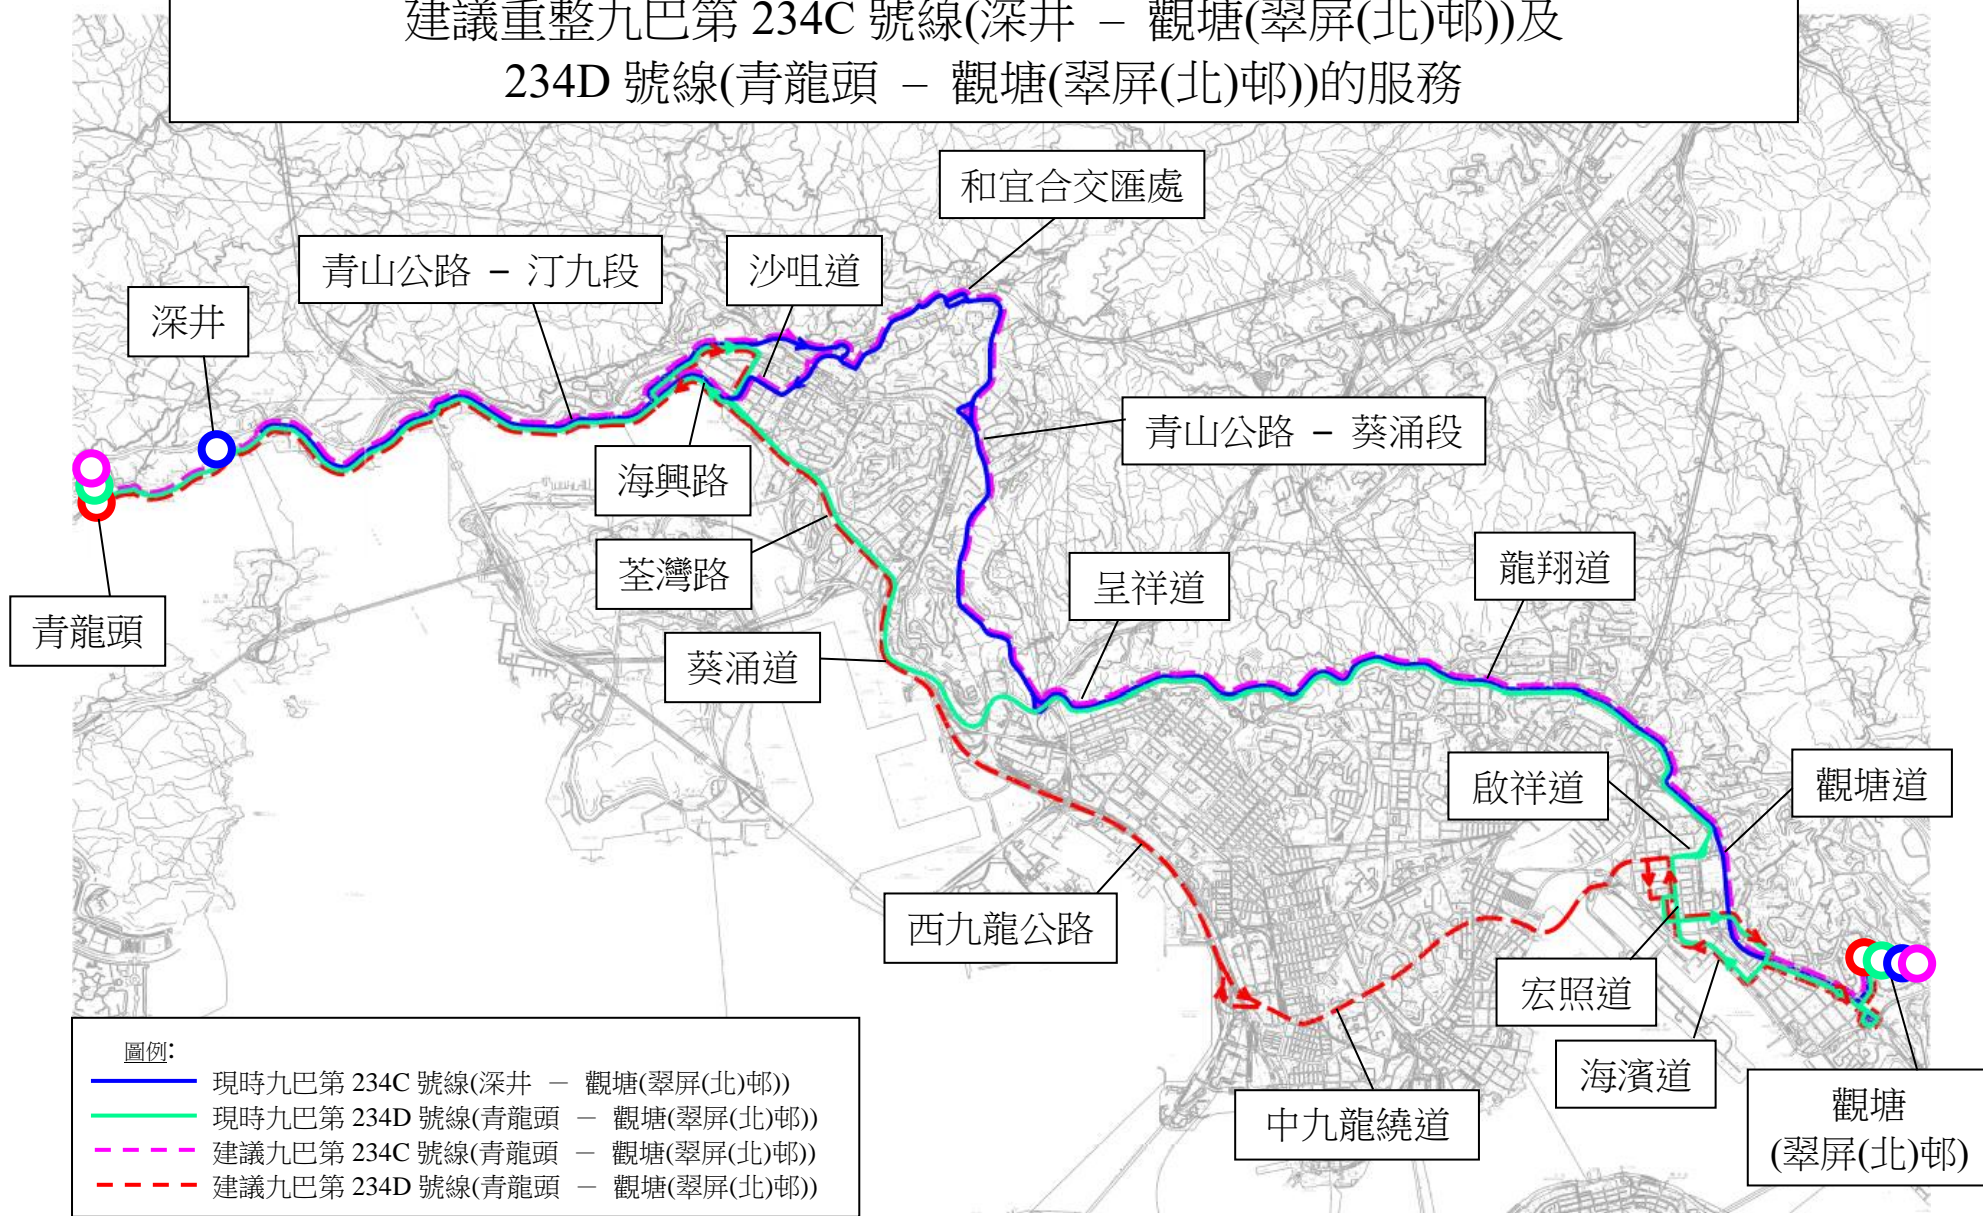 建議重整九巴第 234C 號線(深井 – 觀塘(翠屏(北)邨))及
234D 號線(青龍頭 – 觀塘(翠屏(北)邨))的服務
和宜合交匯處
青山公路 – 汀九段
沙咀道
深井
青山公路 – 葵涌段
海興路
荃灣路
呈祥道
龍翔道
青龍頭
葵涌道
啟祥道
觀塘道
西九龍公路
宏照道
海濱道
中九龍繞道
觀塘
(翠屏(北)邨)
圖例:
現時九巴第 234C 號線(深井 – 觀塘(翠屏(北)邨))
現時九巴第 234D 號線(青龍頭 – 觀塘(翠屏(北)邨))
建議九巴第 234C 號線(青龍頭 – 觀塘(翠屏(北)邨))
建議九巴第 234D 號線(青龍頭 – 觀塘(翠屏(北)邨))